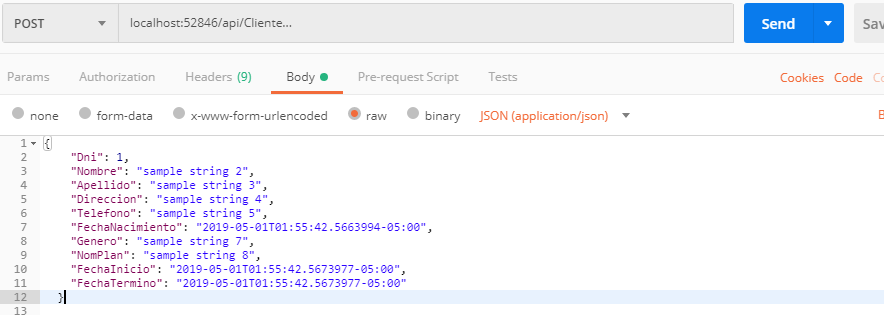 POST localhost:52846/api/Cliente... Send Sav
Params Authorization Headers (9) Body Pre-request Script Tests Cookies Code Co
none form-data x-www-form-urlencoded raw binary JSON (application/json) B
1 {
2 "Dni": 1,
3 "Nombre": "sample string 2",
4 "Apellido": "sample string 3",
5 "Direccion": "sample string 4",
6 "Telefono": "sample string 5",
7 "FechaNacimiento": "2019-05-01T01:55:42.5663994-05:00",
8 "Genero": "sample string 7",
9 "NomPlan": "sample string 8",
10 "FechaInicio": "2019-05-01T01:55:42.5673977-05:00",
11 "FechaTermino": "2019-05-01T01:55:42.5673977-05:00"
12 }
13